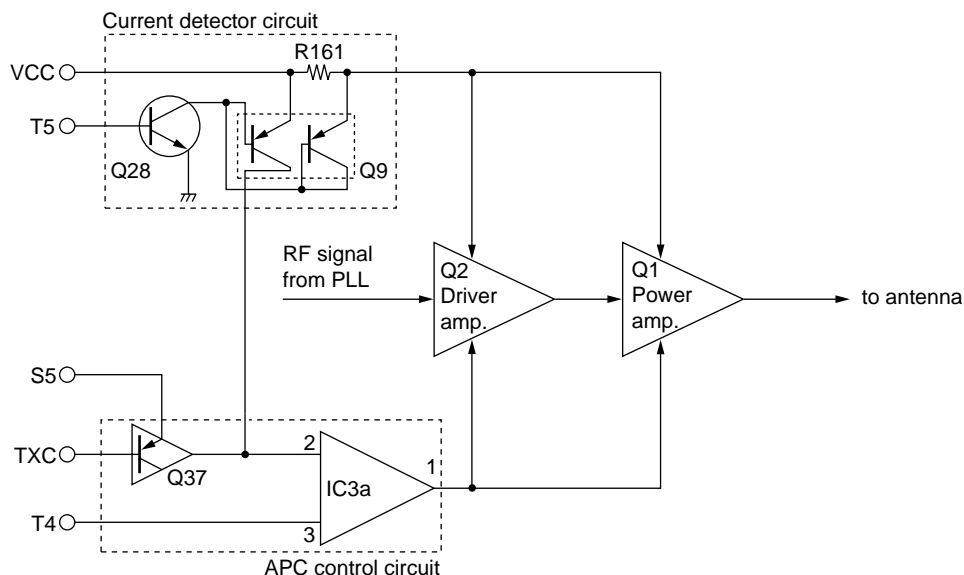 Current detector circuit
R161
VCC
T5
Q28
Q9
RF signal
from PLL
Q2
Driver
amp.
Q1
Power
amp.
to antenna
S5
TXC
Q37
2
1
IC3a
T4
3
APC control circuit